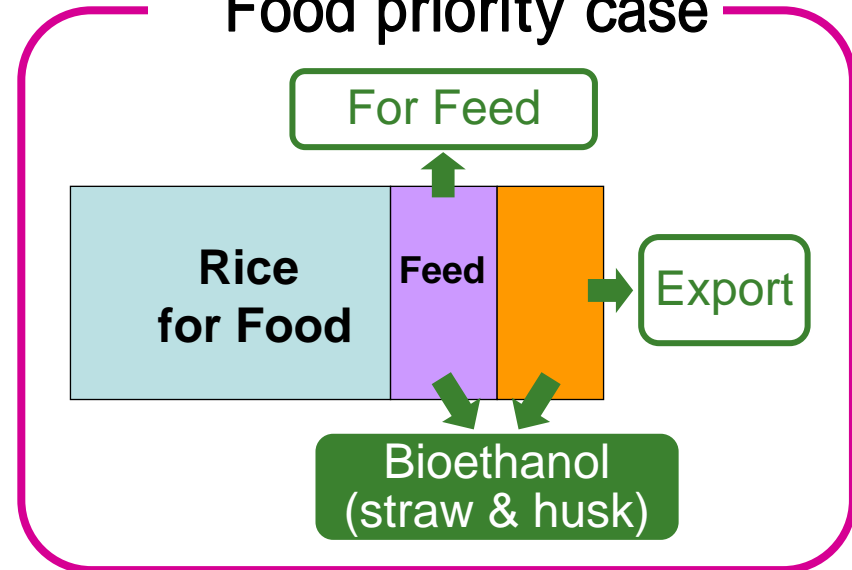 Food priority case
For Feed
Rice
for Food
Feed
Export
Bioethanol
(straw & husk)